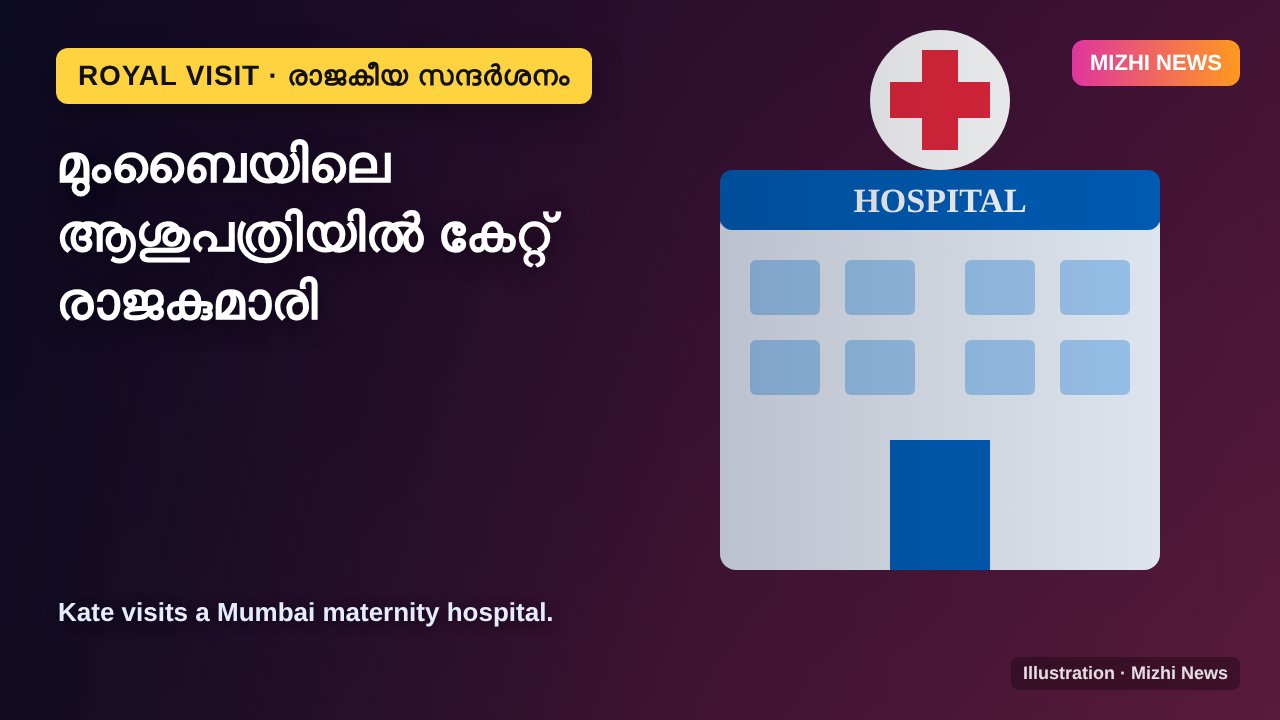 ROYAL VISIT · രാജകീയ സന്ദർശനം
MIZHI NEWS
മുംബൈയിലെ
ആശുപത്രിയിൽ കേറ്റ്
രാജകുമാരി
HOSPITAL
Kate visits a Mumbai maternity hospital.
Illustration · Mizhi News